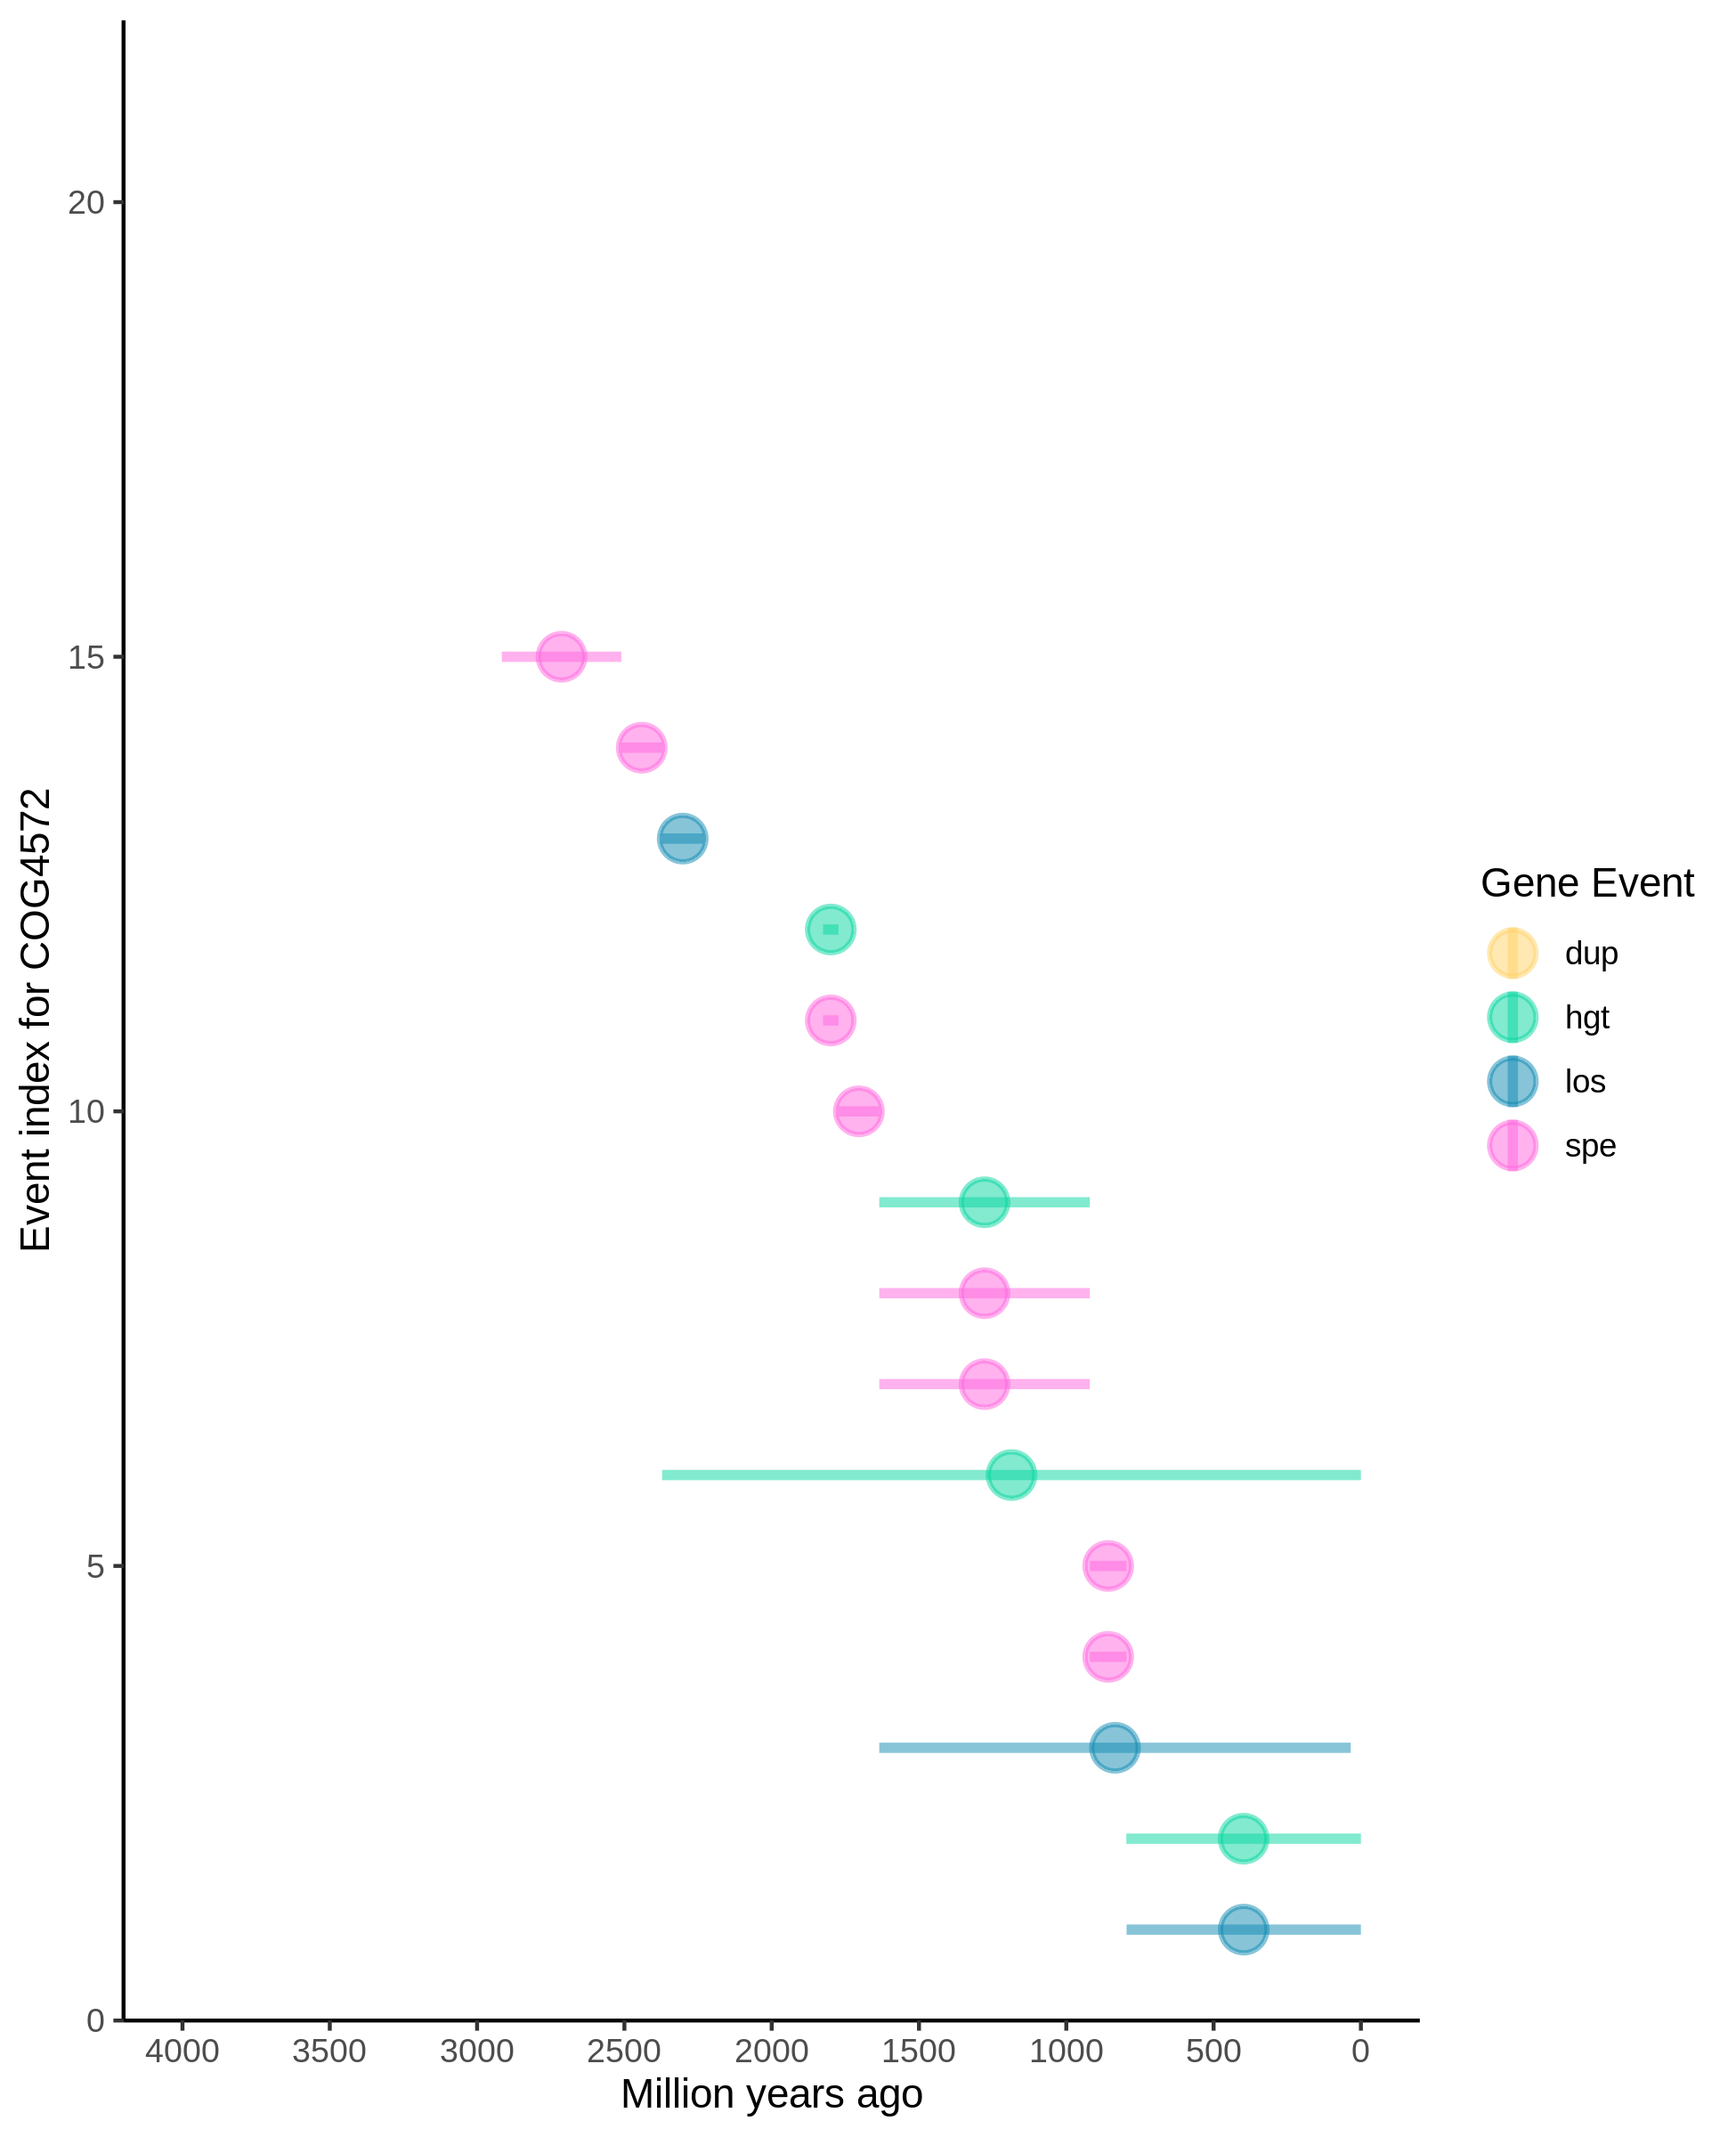 Event index for COG4572
20
15
10
5
0
4000 3500 3000 2500 2000 1500 1000 500 0
Million years ago
Gene Event
dup
hgt
los
spe